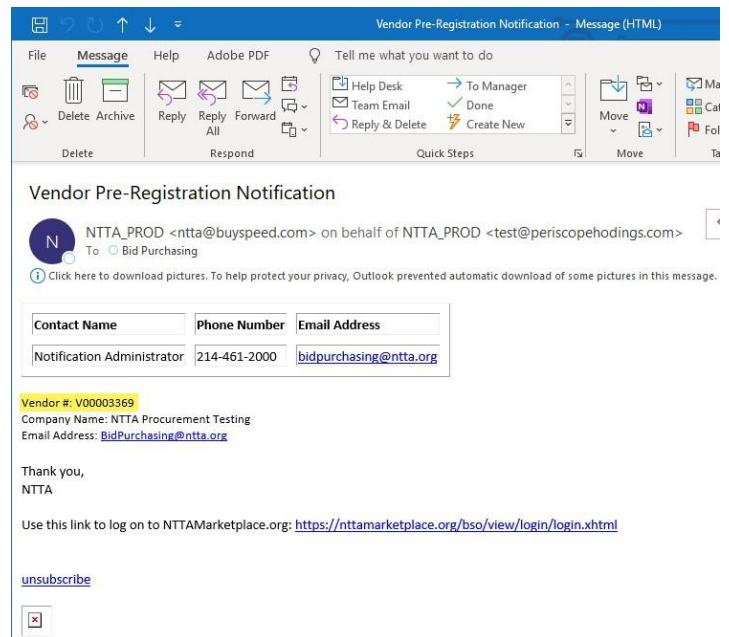 Vendor Pre-Registration Notification - Message (HTML)
File Message Help Adobe PDF Tell me what you want to do
Delete Archive Reply Reply All Forward
Help Desk To Manager
Team Email Done
Reply & Delete Create New
Move
Delete Respond Quick Steps Move
Vendor Pre-Registration Notification
N
NTTA_PROD <ntta@buyspeed.com> on behalf of NTTA_PROD <test@periscopehodings.com>
To Bid Purchasing
Click here to download pictures. To help protect your privacy, Outlook prevented automatic download of some pictures in this message.
Contact Name Phone Number Email Address
Notification Administrator 214-461-2000 bidpurchasing@ntta.org
Vendor #: V00003369
Company Name: NTTA Procurement Testing
Email Address: BidPurchasing@ntta.org
Thank you,
NTTA
Use this link to log on to NTTAMarketplace.org: https://nttamarketplace.org/bso/view/login/login.xhtml
unsubscribe